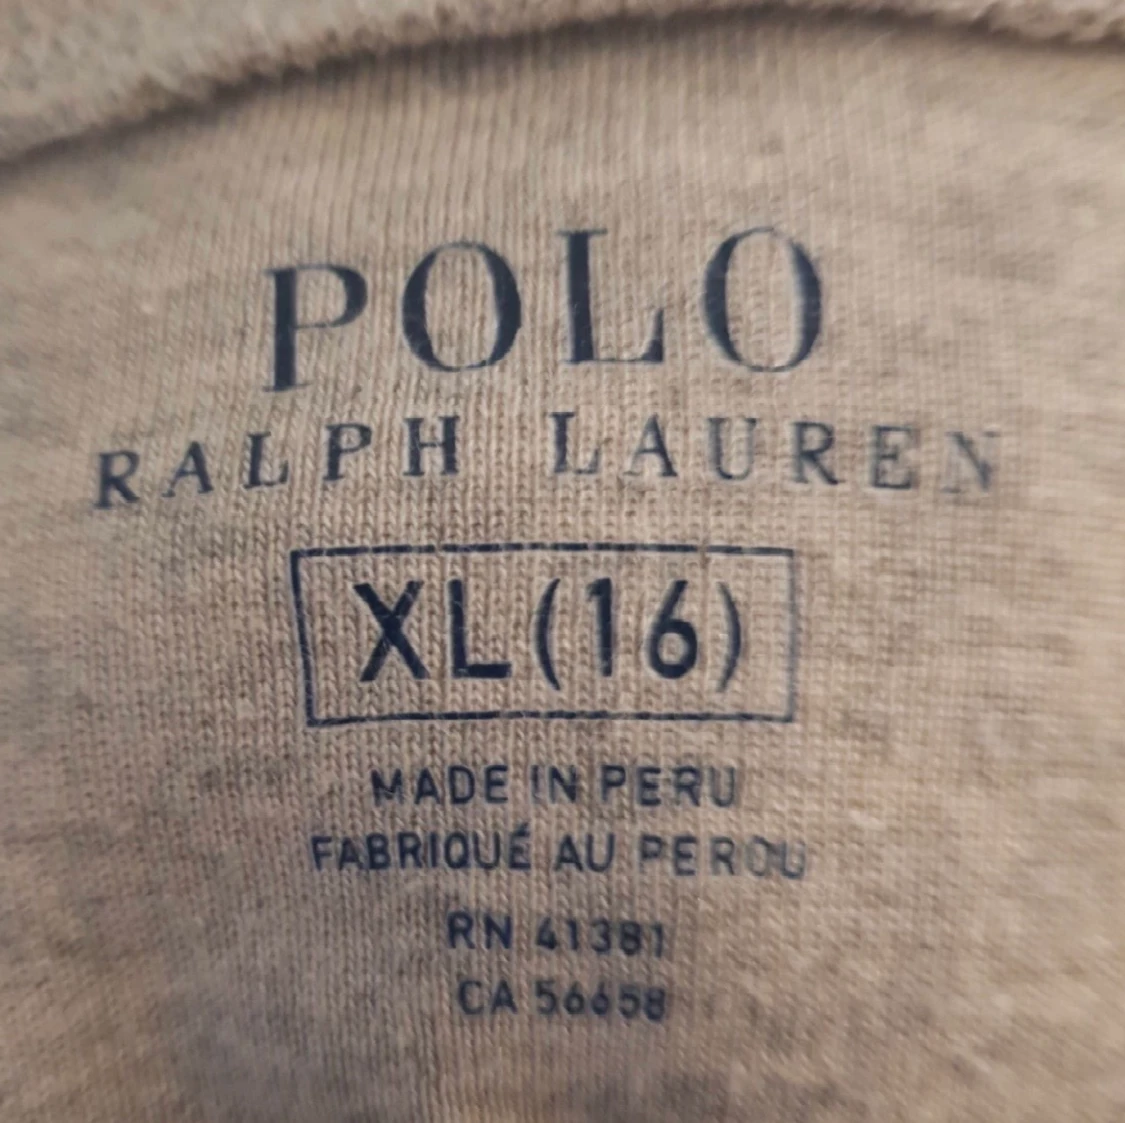 POLO
RALPH LAUREN
XL(16)
MADE IN PERU
FABRIQUÉ AU PEROU
RN 41381
CA 56658